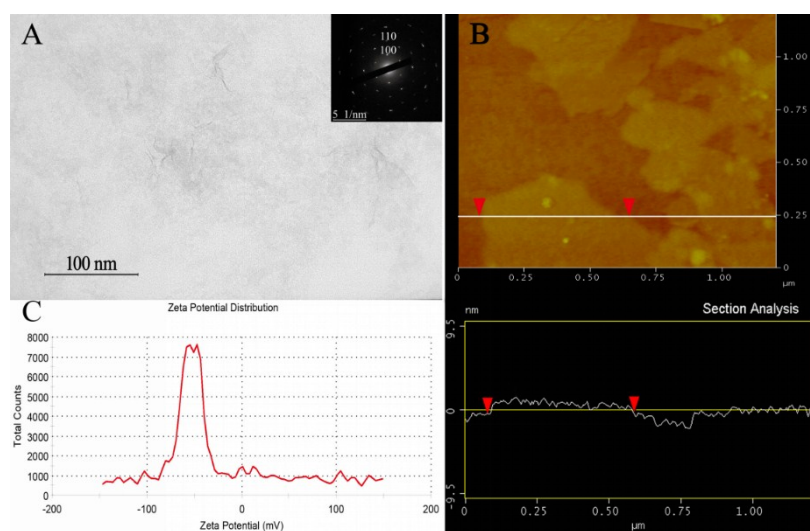 A
110
100
5 1/nm
100 nm
B
1.00
0.75
0.50
0.25
0
0
0.25
0.50
0.75
1.00
µm
µm
C
Zeta Potential Distribution
Total Counts
8000
7000
6000
5000
4000
3000
2000
1000
0
-200
-100
0
100
200
Zeta Potential (mV)
nm
Section Analysis
9.5
0
-9.5
0
0.25
0.50
0.75
1.00
µm